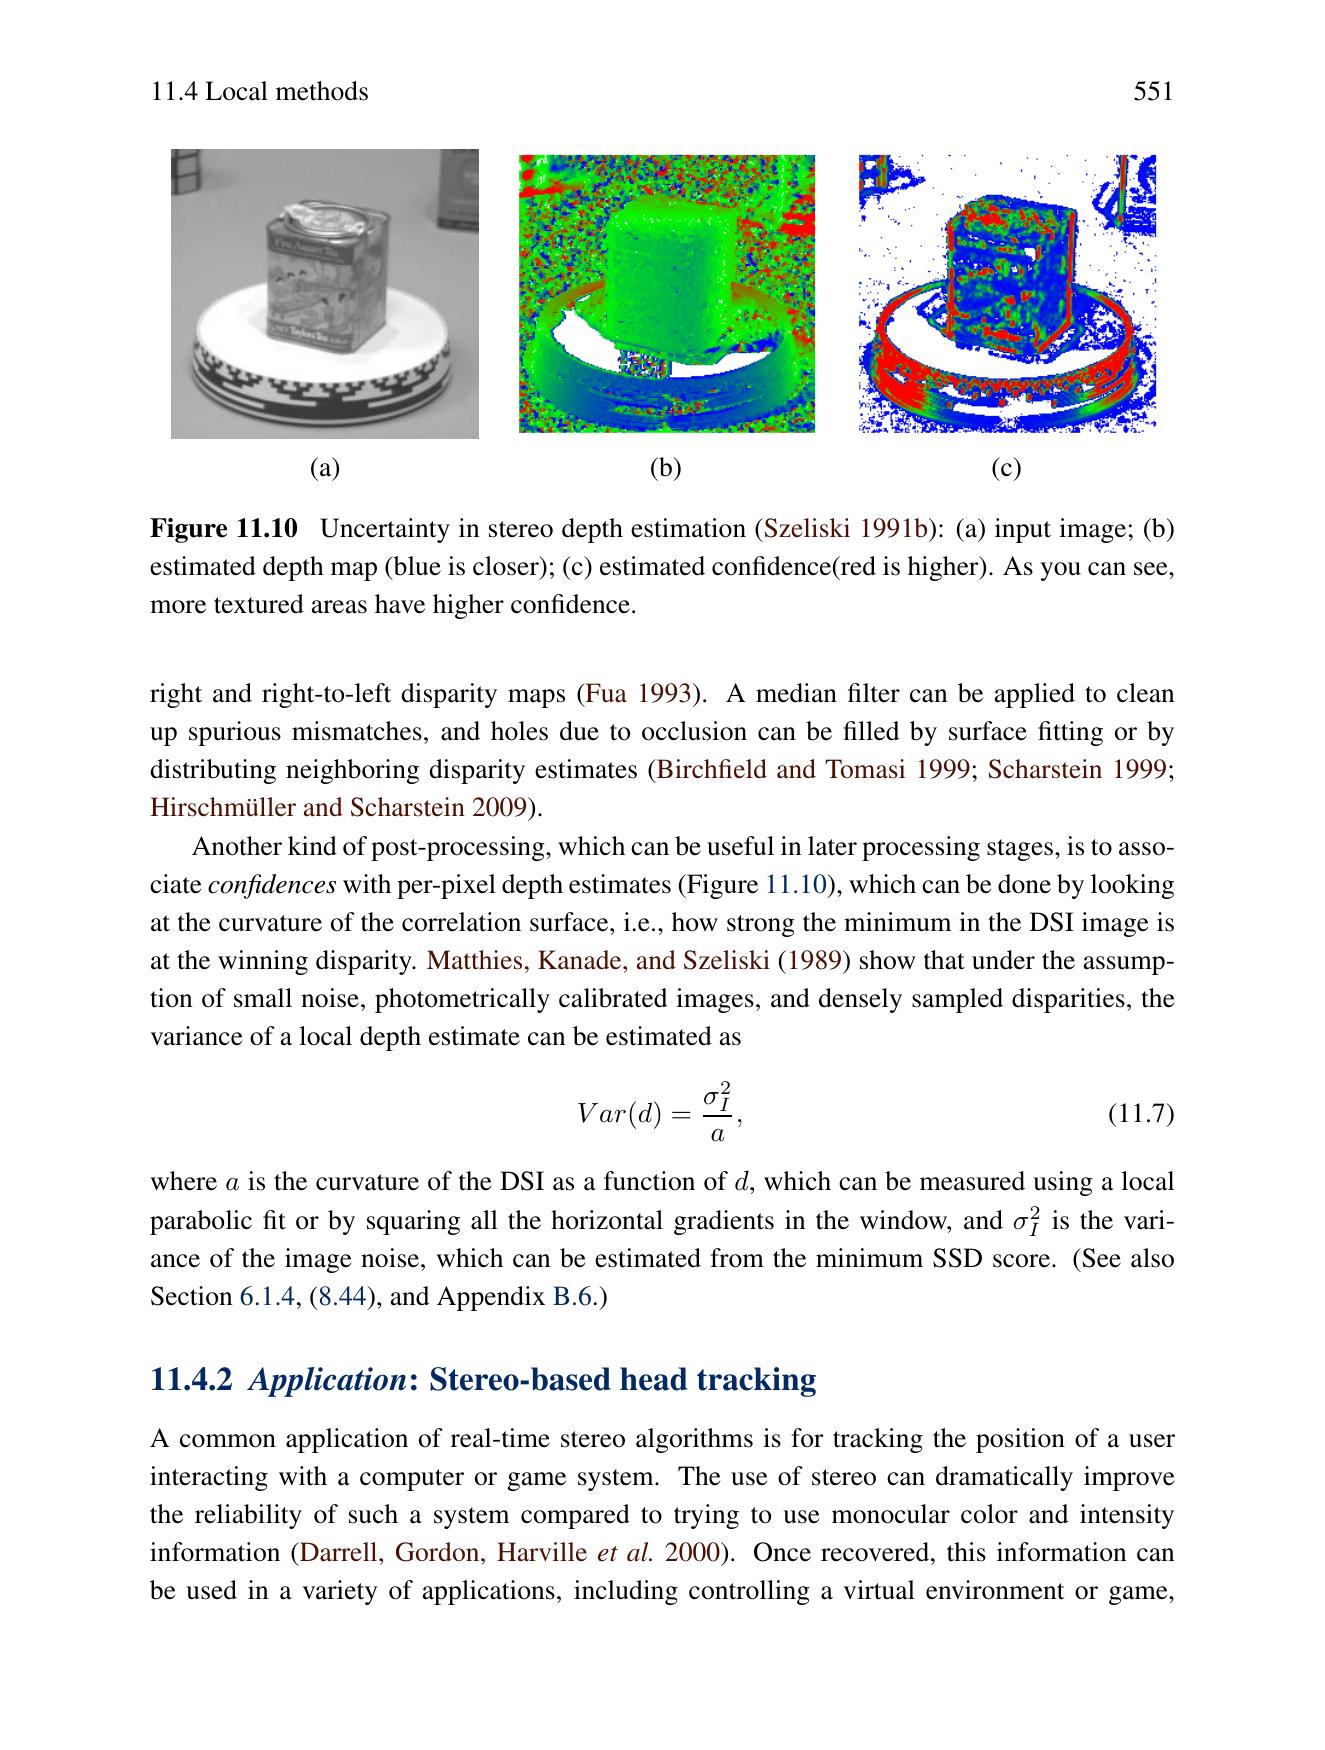 11.4 Local methods 551
(a) (b) (c)
Figure 11.10 Uncertainty in stereo depth estimation (Szeliski 1991b): (a) input image; (b)
estimated depth map (blue is closer); (c) estimated confidence(red is higher). As you can see,
more textured areas have higher confidence.
right and right-to-left disparity maps (Fua 1993). A median filter can be applied to clean
up spurious mismatches, and holes due to occlusion can be filled by surface fitting or by
distributing neighboring disparity estimates (Birchfield and Tomasi 1999; Scharstein 1999;
Hirschmüller and Scharstein 2009).
Another kind of post-processing, which can be useful in later processing stages, is to asso-
ciate confidences with per-pixel depth estimates (Figure 11.10), which can be done by looking
at the curvature of the correlation surface, i.e., how strong the minimum in the DSI image is
at the winning disparity. Matthies, Kanade, and Szeliski (1989) show that under the assump-
tion of small noise, photometrically calibrated images, and densely sampled disparities, the
variance of a local depth estimate can be estimated as
Var(d) = σ_I^2 / a, (11.7)
where a is the curvature of the DSI as a function of d, which can be measured using a local
parabolic fit or by squaring all the horizontal gradients in the window, and σ_I^2 is the vari-
ance of the image noise, which can be estimated from the minimum SSD score. (See also
Section 6.1.4, (8.44), and Appendix B.6.)
11.4.2 Application: Stereo-based head tracking
A common application of real-time stereo algorithms is for tracking the position of a user
interacting with a computer or game system. The use of stereo can dramatically improve
the reliability of such a system compared to trying to use monocular color and intensity
information (Darrell, Gordon, Harville et al. 2000). Once recovered, this information can
be used in a variety of applications, including controlling a virtual environment or game,